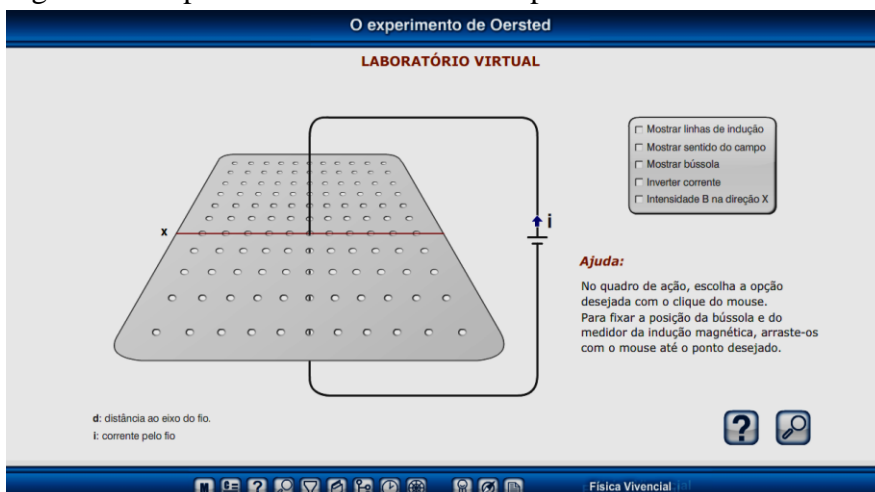 O experimento de Oersted
LABORATÓRIO VIRTUAL
Mostrar linhas de indução
Mostrar sentido do campo
Mostrar bússola
Inverter corrente
Intensidade B na direção X
x
i
Ajuda:
No quadro de ação, escolha a opção
desejada com o clique do mouse.
Para fixar a posição da bússola e do
medidor da indução magnética, arraste-os
com o mouse até o ponto desejado.
d: distância ao eixo do fio.
i: corrente pelo fio
?
?
Física Vivencial